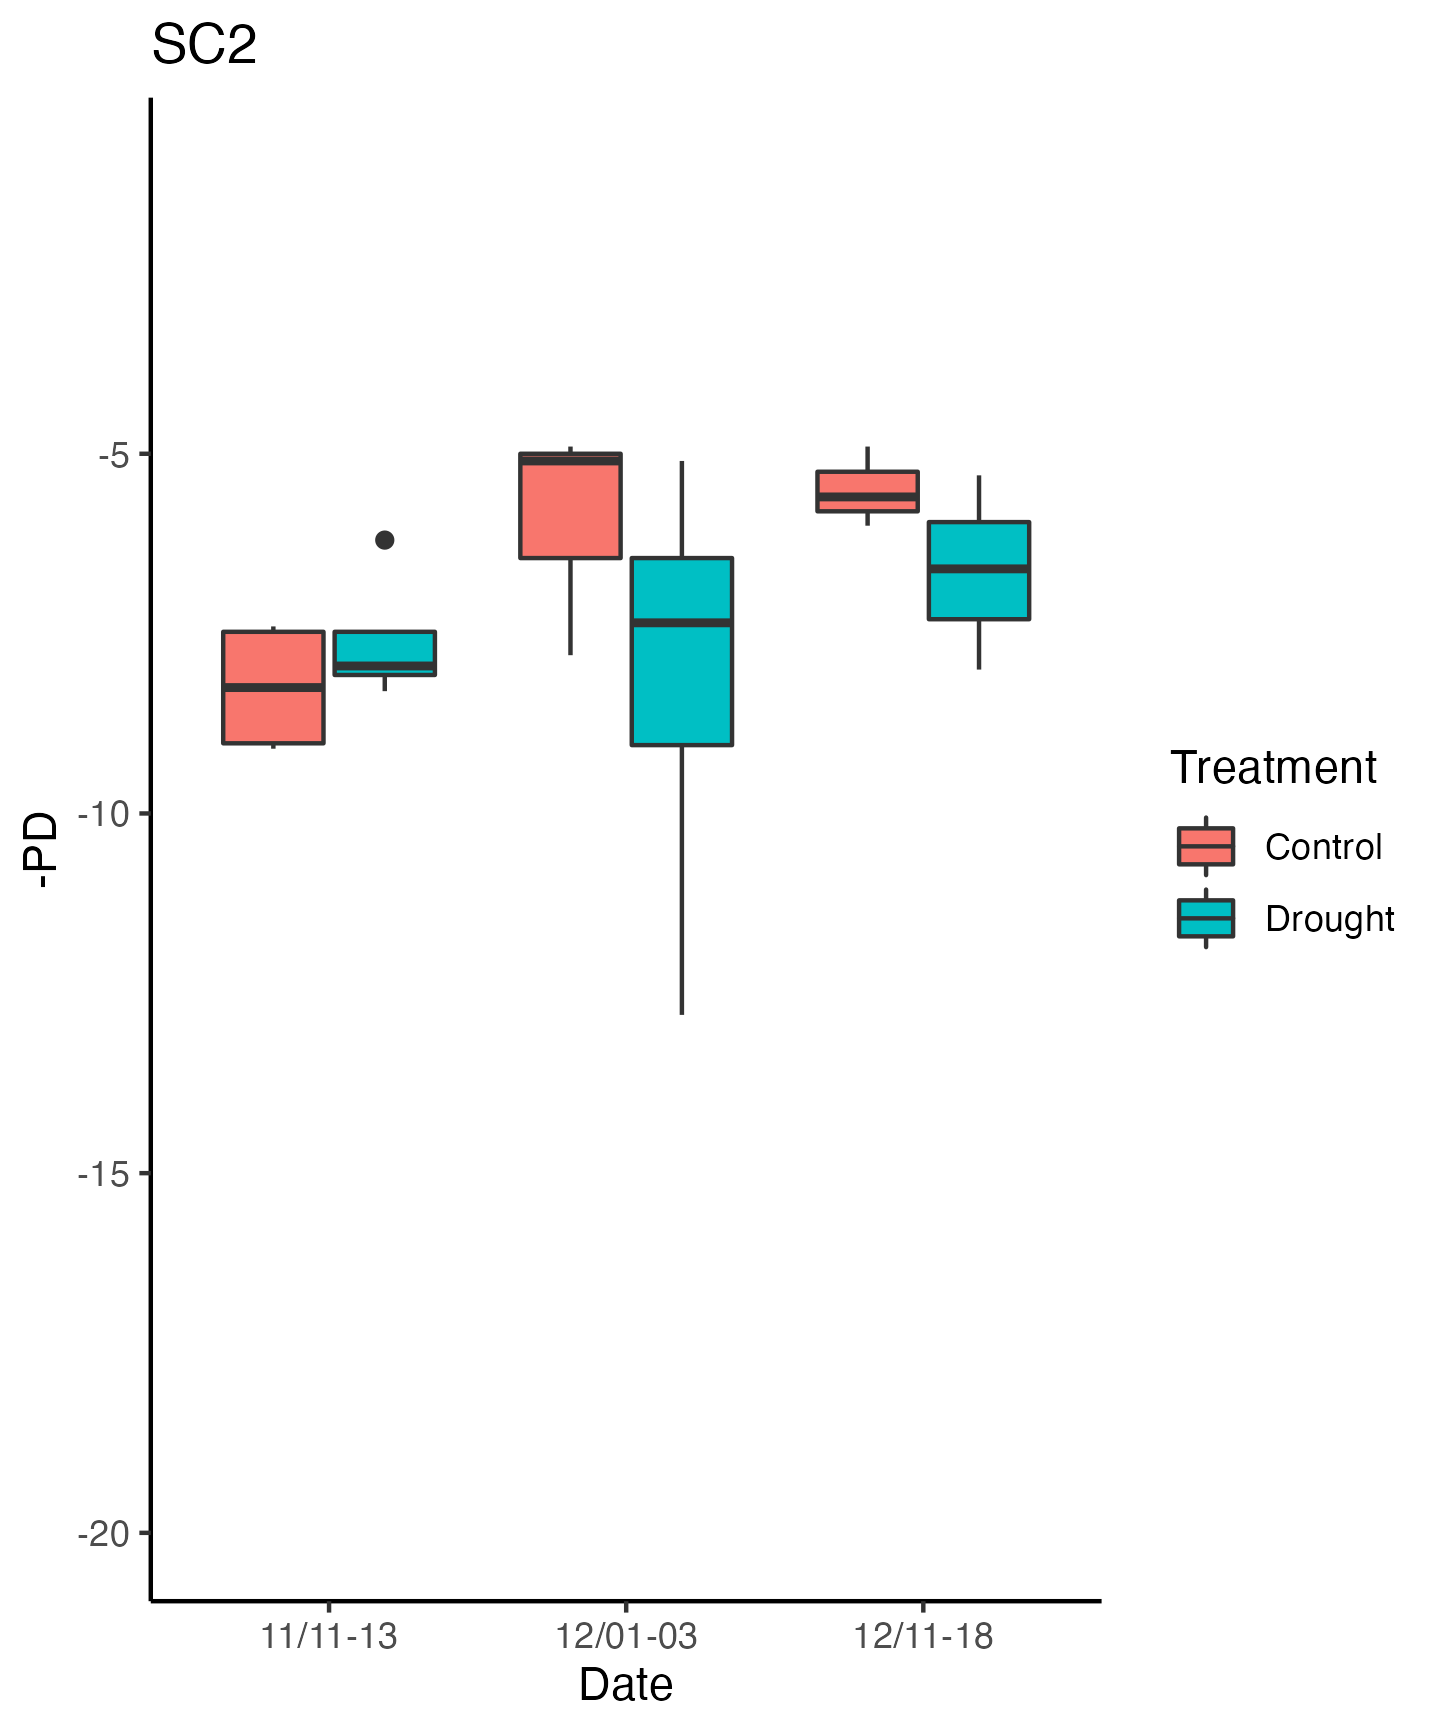 SC2
-5
-10
-15
-20
-PD
11/11-13
12/01-03
12/11-18
Date
Treatment
Control
Drought